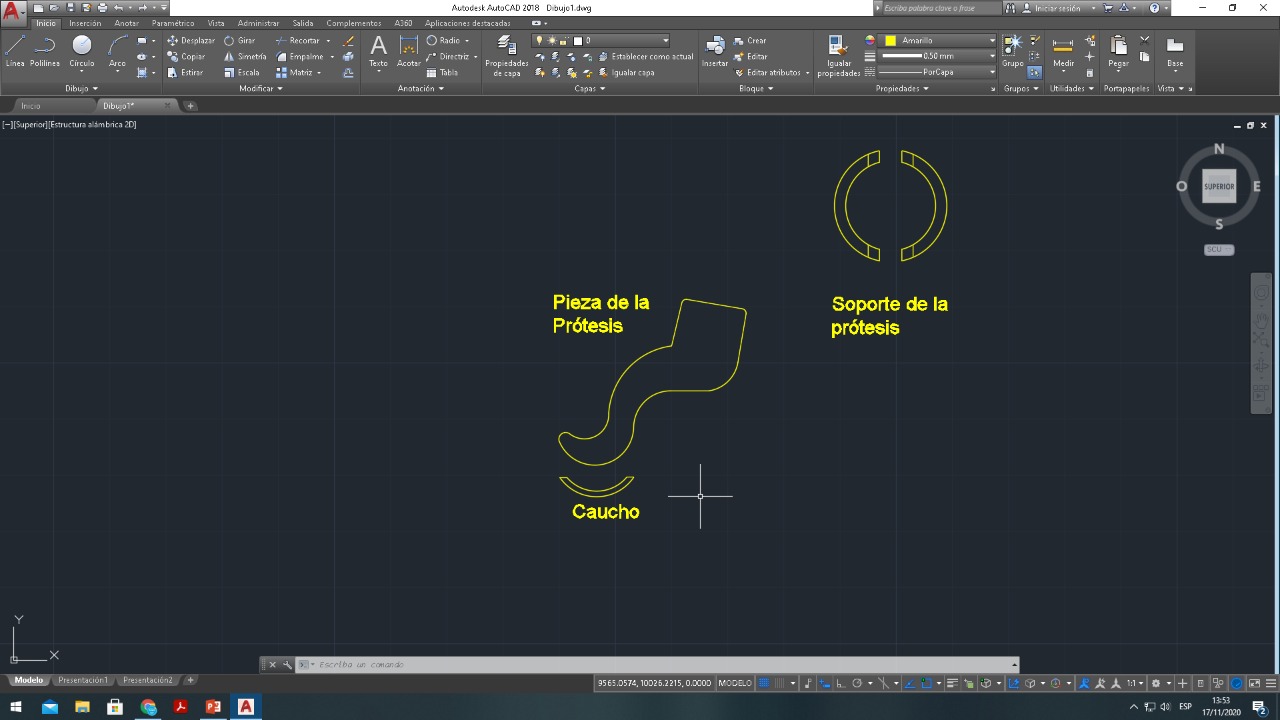 Autodesk AutoCAD 2018 Dibujo1.dwg
Escriba palabra clave o frase
Iniciar sesión
Inicio Inserción Anotar Paramétrico Vista Administrar Salida Complementos A360 Aplicaciones destacadas
Línea Polilínea Círculo Arco
Desplazar Girar Recortar
Copiar Simetría Empalme
Estirar Escala Matriz
Texto Acotar
Radio
Directriz
Tabla
Propiedades de capa
0
Establecer como actual
Igualar capa
Insertar
Crear
Editar
Editar atributos
Igualar propiedades
Amarillo
0.50 mm
PorCapa
Grupo Medir Pegar Base
Dibujo Modificar Anotación Capas Bloque Propiedades Grupos Utilidades Portapapeles Vista
Inicio Dibujo1*
[−][Superior][Estructura alámbrica 2D]
N
O SUPERIOR E
S
SCU
Pieza de la
Prótesis
Soporte de la
prótesis
Caucho
Y
X
Escriba un comando
Modelo Presentación1 Presentación2
9565.0574, 10026.2215, 0.0000 MODELO 1:1
ESP
13:53
17/11/2020
2